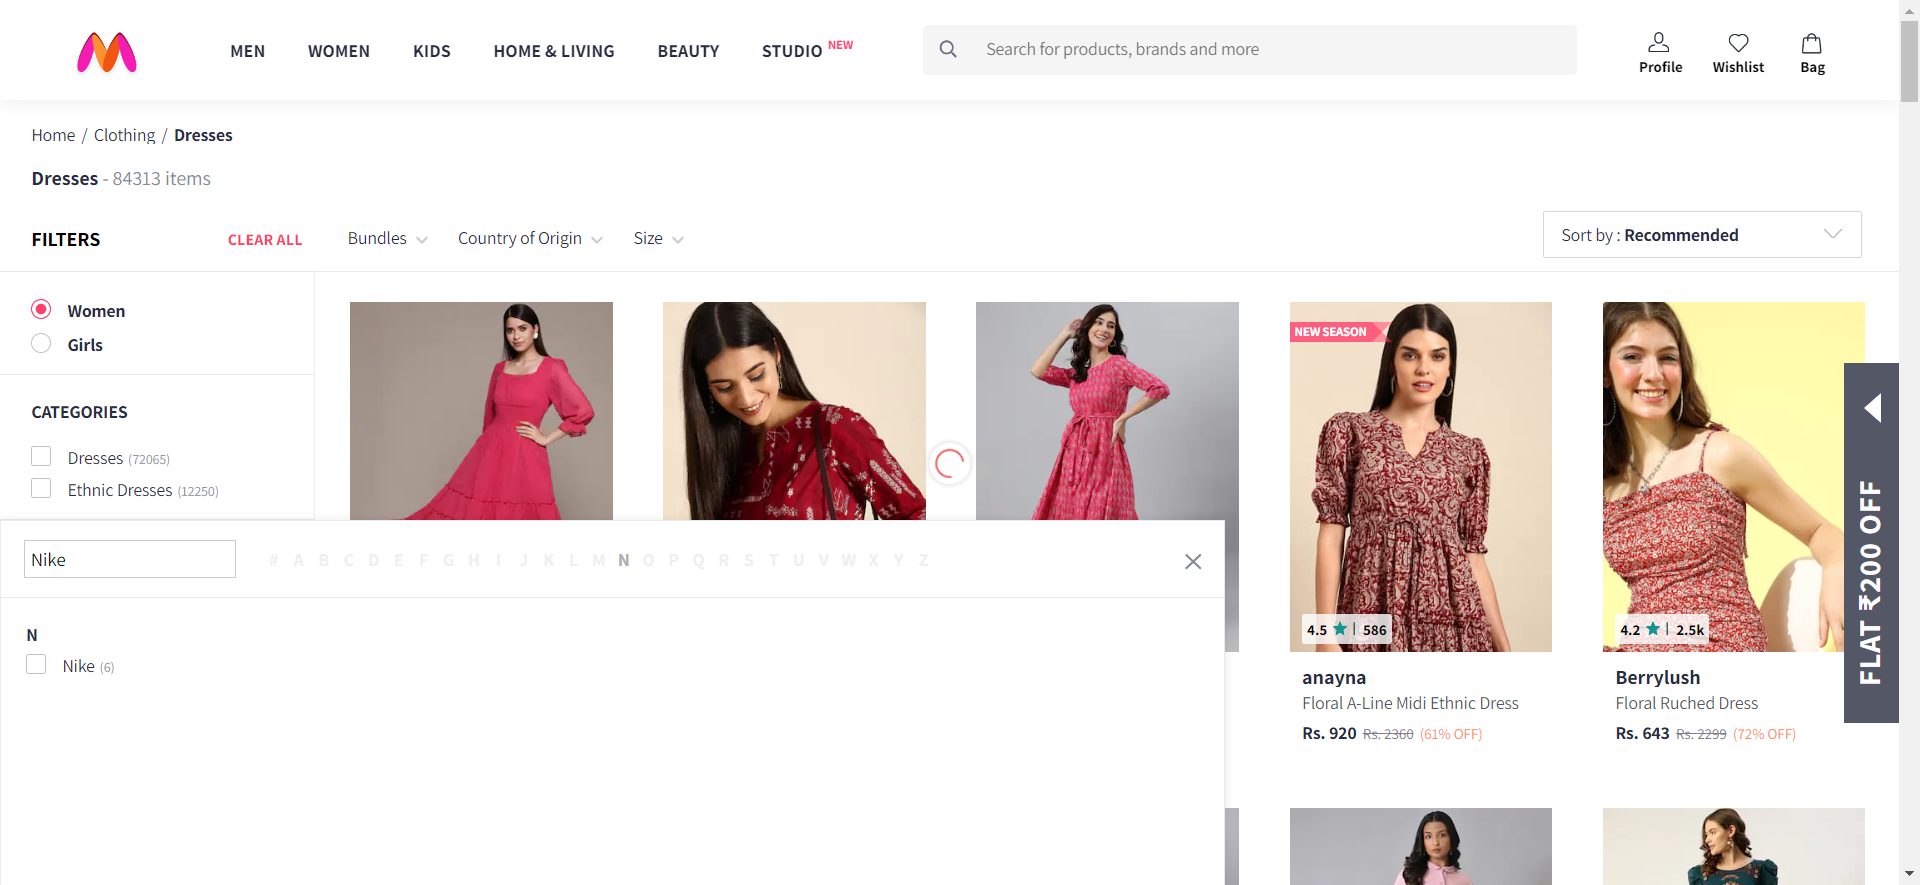 MEN WOMEN KIDS HOME & LIVING BEAUTY STUDIO NEW
Search for products, brands and more
Profile Wishlist Bag
Home / Clothing / Dresses
Dresses - 84313 items
FILTERS CLEAR ALL
Bundles Country of Origin Size
Sort by : Recommended
Women
Girls
CATEGORIES
Dresses (72065)
Ethnic Dresses (12250)
Nike
# A B C D E F G H I J K L M N O P Q R S T U V W X Y Z
N
Nike (6)
NEW SEASON
4.5 | 586
anayna
Floral A-Line Midi Ethnic Dress
Rs. 920 Rs. 2360 (61% OFF)
4.2 | 2.5k
Berrylush
Floral Ruched Dress
Rs. 643 Rs. 2299 (72% OFF)
FLAT ₹200 OFF